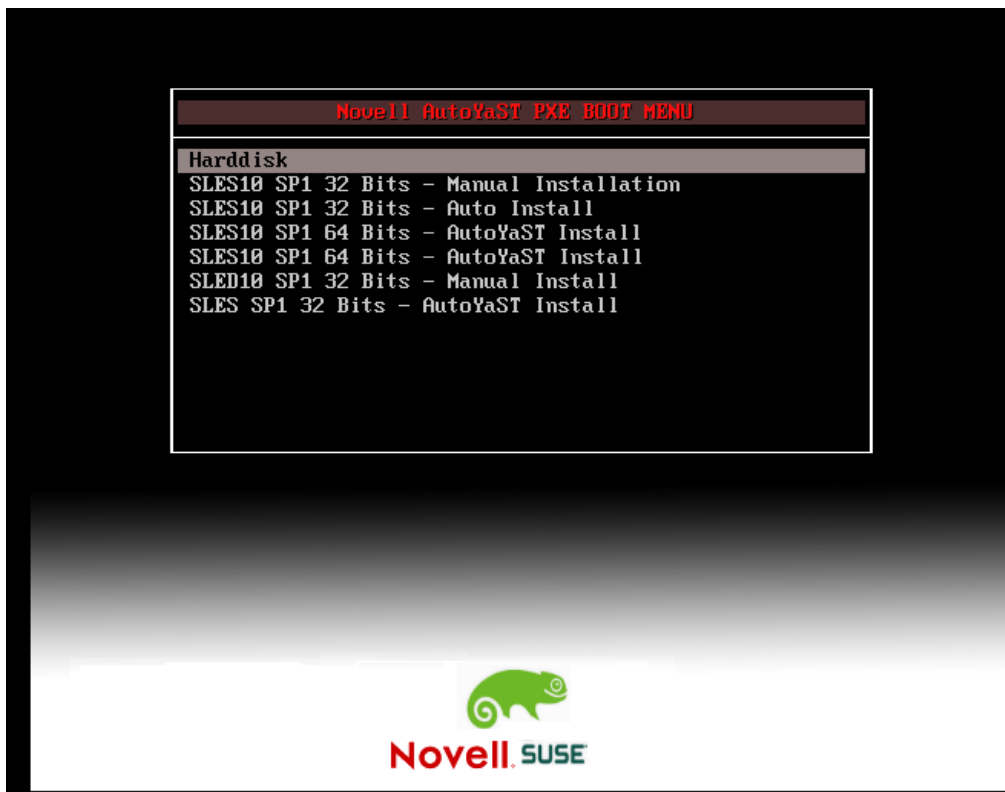 Novell AutoYaST PXE BOOT MENU
Harddisk
SLES10 SP1 32 Bits - Manual Installation
SLES10 SP1 32 Bits - Auto Install
SLES10 SP1 64 Bits - AutoYaST Install
SLES10 SP1 64 Bits - AutoYaST Install
SLED10 SP1 32 Bits - Manual Install
SLES SP1 32 Bits - AutoYaST Install
Novell. SUSE